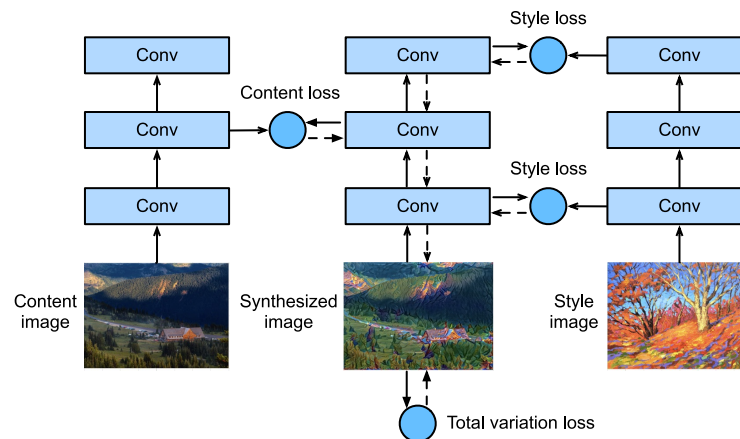 Style loss
Conv
Conv
Conv
Content loss
Conv
Conv
Conv
Style loss
Conv
Conv
Conv
Content
image
Synthesized
image
Style
image
Total variation loss